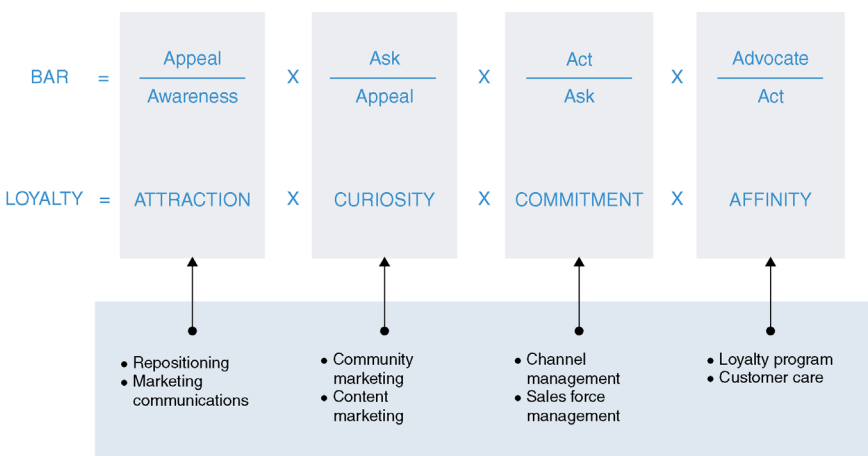 BAR = Appeal X Ask X Act X Advocate
Awareness Appeal Ask Act
LOYALTY = ATTRACTION X CURIOSITY X COMMITMENT X AFFINITY
• Repositioning
• Marketing
communications
• Community
marketing
• Content
marketing
• Channel
management
• Sales force
management
• Loyalty program
• Customer care